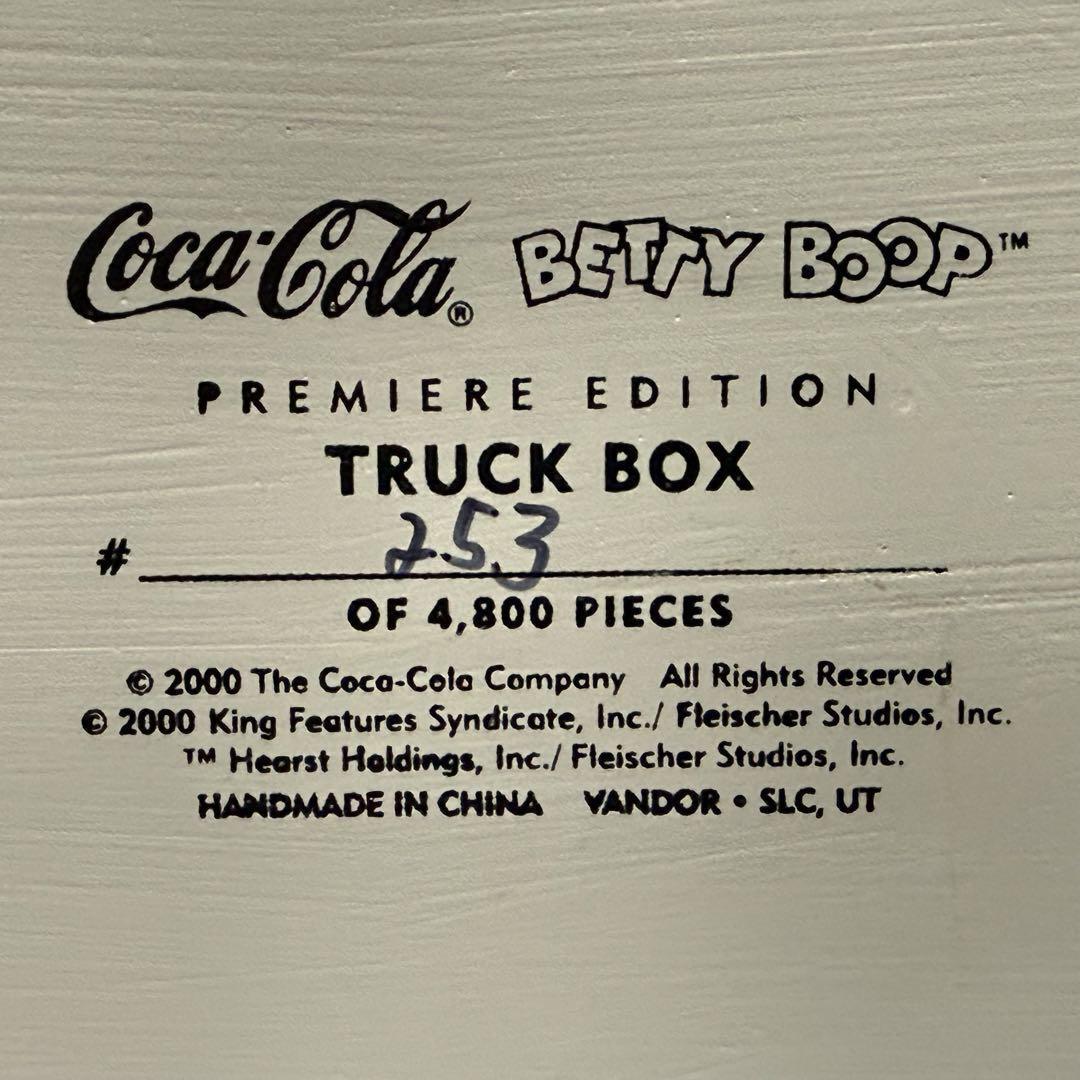 Coca-Cola® BETTY BOOP™
PREMIERE EDITION
TRUCK BOX
# 253
OF 4,800 PIECES
© 2000 The Coca-Cola Company All Rights Reserved
© 2000 King Features Syndicate, Inc./ Fleischer Studios, Inc.
™ Hearst Holdings, Inc./ Fleischer Studios, Inc.
HANDMADE IN CHINA VANDOR • SLC, UT